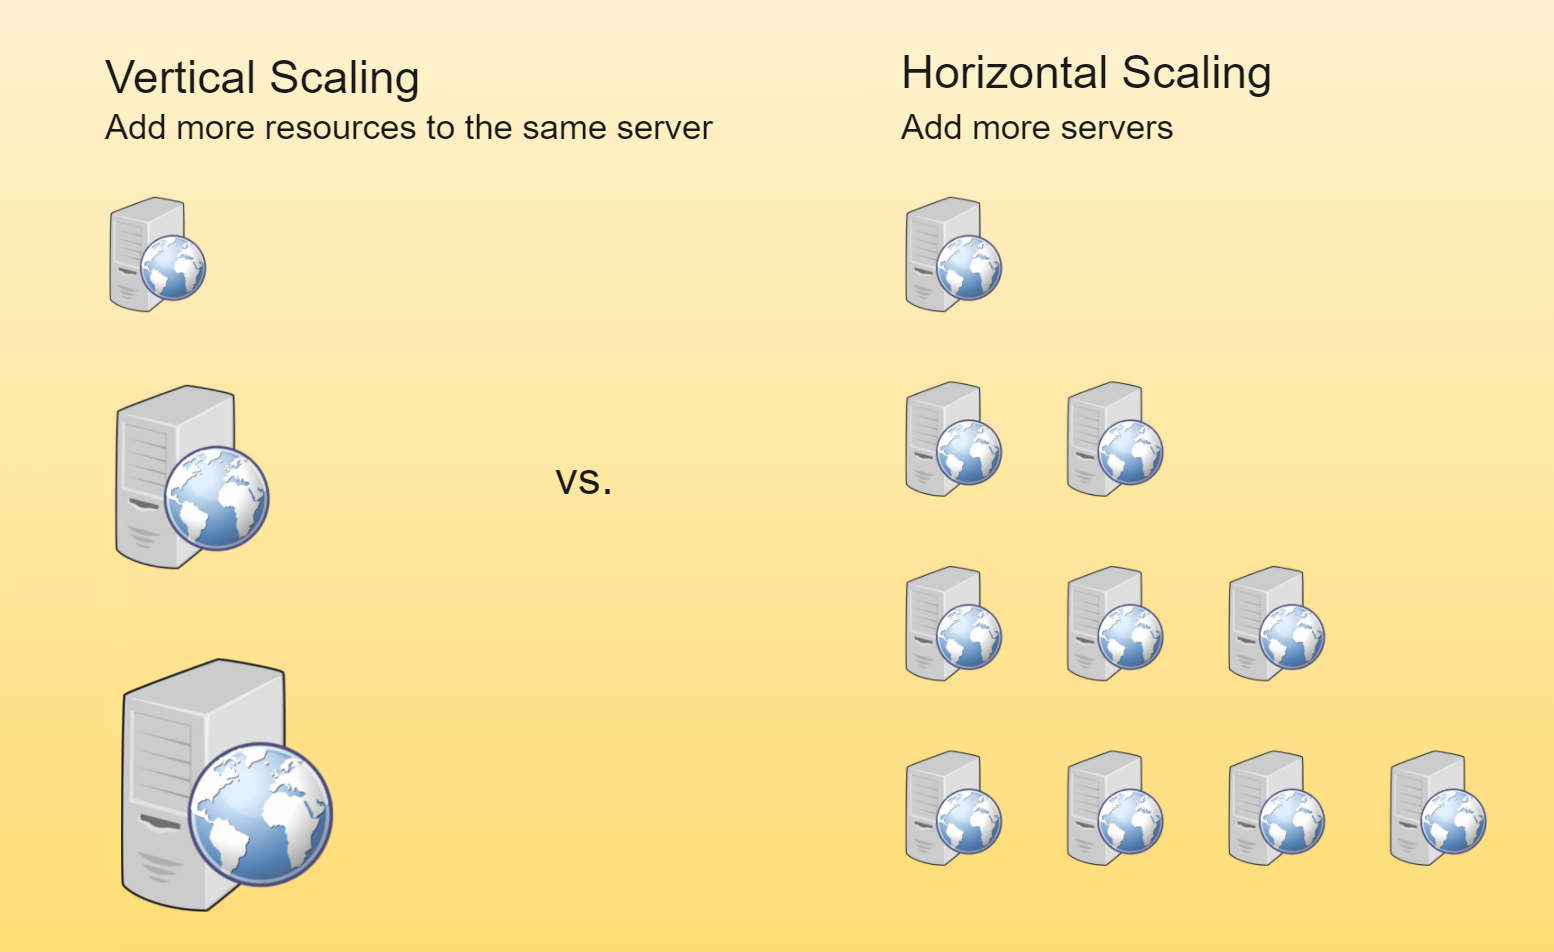 Vertical Scaling
Add more resources to the same server
Horizontal Scaling
Add more servers
vs.